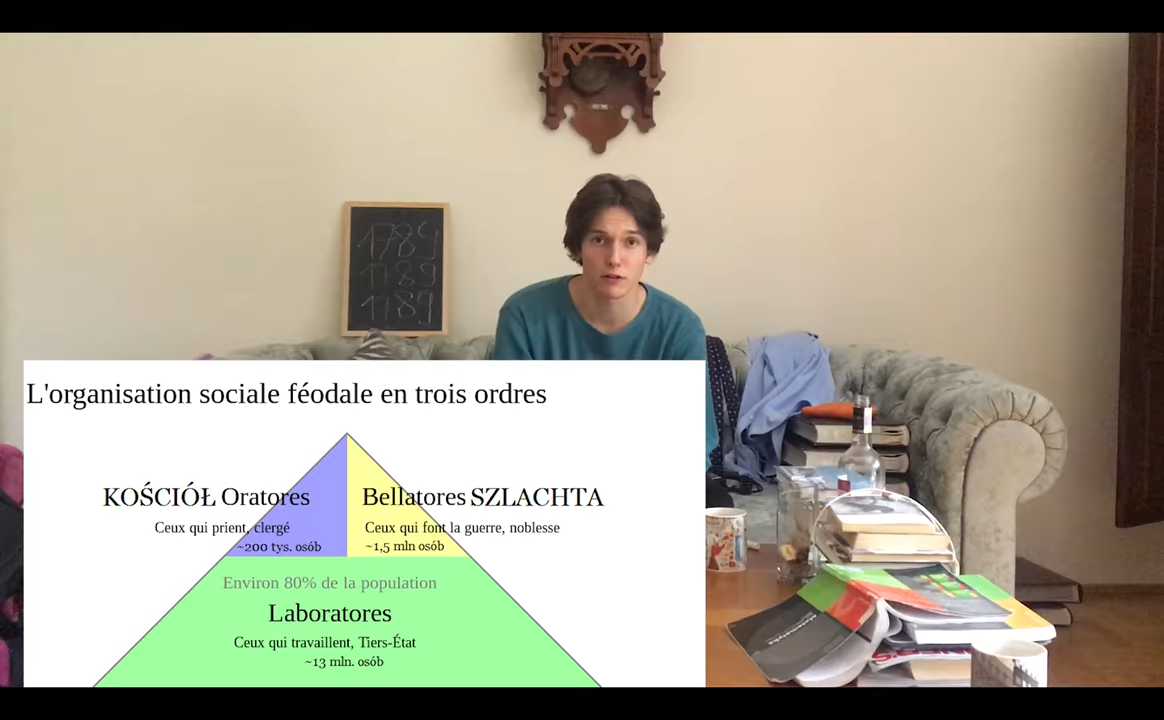 1789
1789
1789
L'organisation sociale féodale en trois ordres
KOŚCIÓŁ Oratores
Bellatores SZLACHTA
Ceux qui prient, clergé
Ceux qui font la guerre, noblesse
~200 tys. osób
~1,5 mln osób
Environ 80% de la population
Laboratores
Ceux qui travaillent, Tiers-État
~13 mln. osób